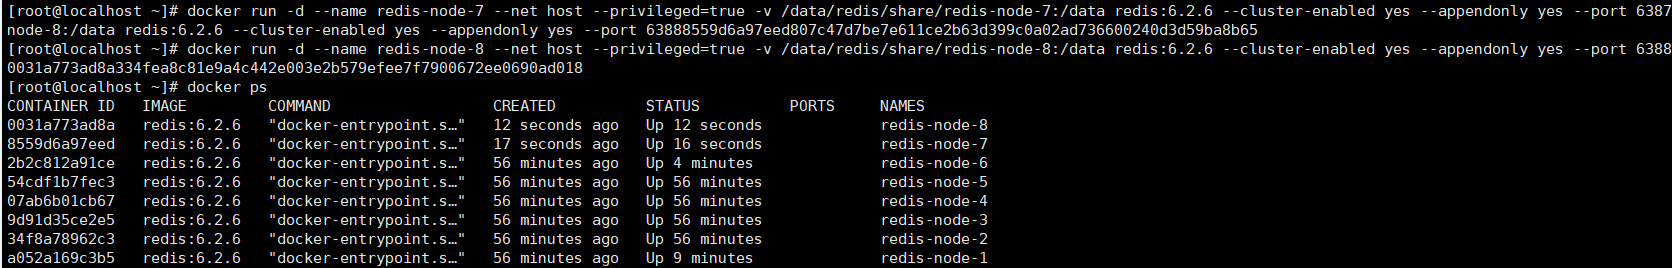 [root@localhost ~]# docker run -d --name redis-node-7 --net host --privileged=true -v /data/redis/share/redis-node-7:/data redis:6.2.6 --cluster-enabled yes --appendonly yes --port 6387
node-8:/data redis:6.2.6 --cluster-enabled yes --appendonly yes --port 63888559d6a97eed807c47d7be7e611ce2b63d399c0a02ad736600240d3d59ba8b65
[root@localhost ~]# docker run -d --name redis-node-8 --net host --privileged=true -v /data/redis/share/redis-node-8:/data redis:6.2.6 --cluster-enabled yes --appendonly yes --port 6388
0031a773ad8a334fea8c81e9a4c442e003e2b579efee7f7900672ee0690ad018
[root@localhost ~]# docker ps
CONTAINER ID   IMAGE         COMMAND                  CREATED          STATUS          PORTS     NAMES
0031a773ad8a   redis:6.2.6   "docker-entrypoint.s…"   12 seconds ago   Up 12 seconds             redis-node-8
8559d6a97eed   redis:6.2.6   "docker-entrypoint.s…"   17 seconds ago   Up 16 seconds             redis-node-7
2b2c812a91ce   redis:6.2.6   "docker-entrypoint.s…"   56 minutes ago   Up 4 minutes              redis-node-6
54cdf1b7fec3   redis:6.2.6   "docker-entrypoint.s…"   56 minutes ago   Up 56 minutes             redis-node-5
07ab6b01cb67   redis:6.2.6   "docker-entrypoint.s…"   56 minutes ago   Up 56 minutes             redis-node-4
9d91d35ce2e5   redis:6.2.6   "docker-entrypoint.s…"   56 minutes ago   Up 56 minutes             redis-node-3
34f8a78962c3   redis:6.2.6   "docker-entrypoint.s…"   56 minutes ago   Up 56 minutes             redis-node-2
a052a169c3b5   redis:6.2.6   "docker-entrypoint.s…"   56 minutes ago   Up 9 minutes              redis-node-1